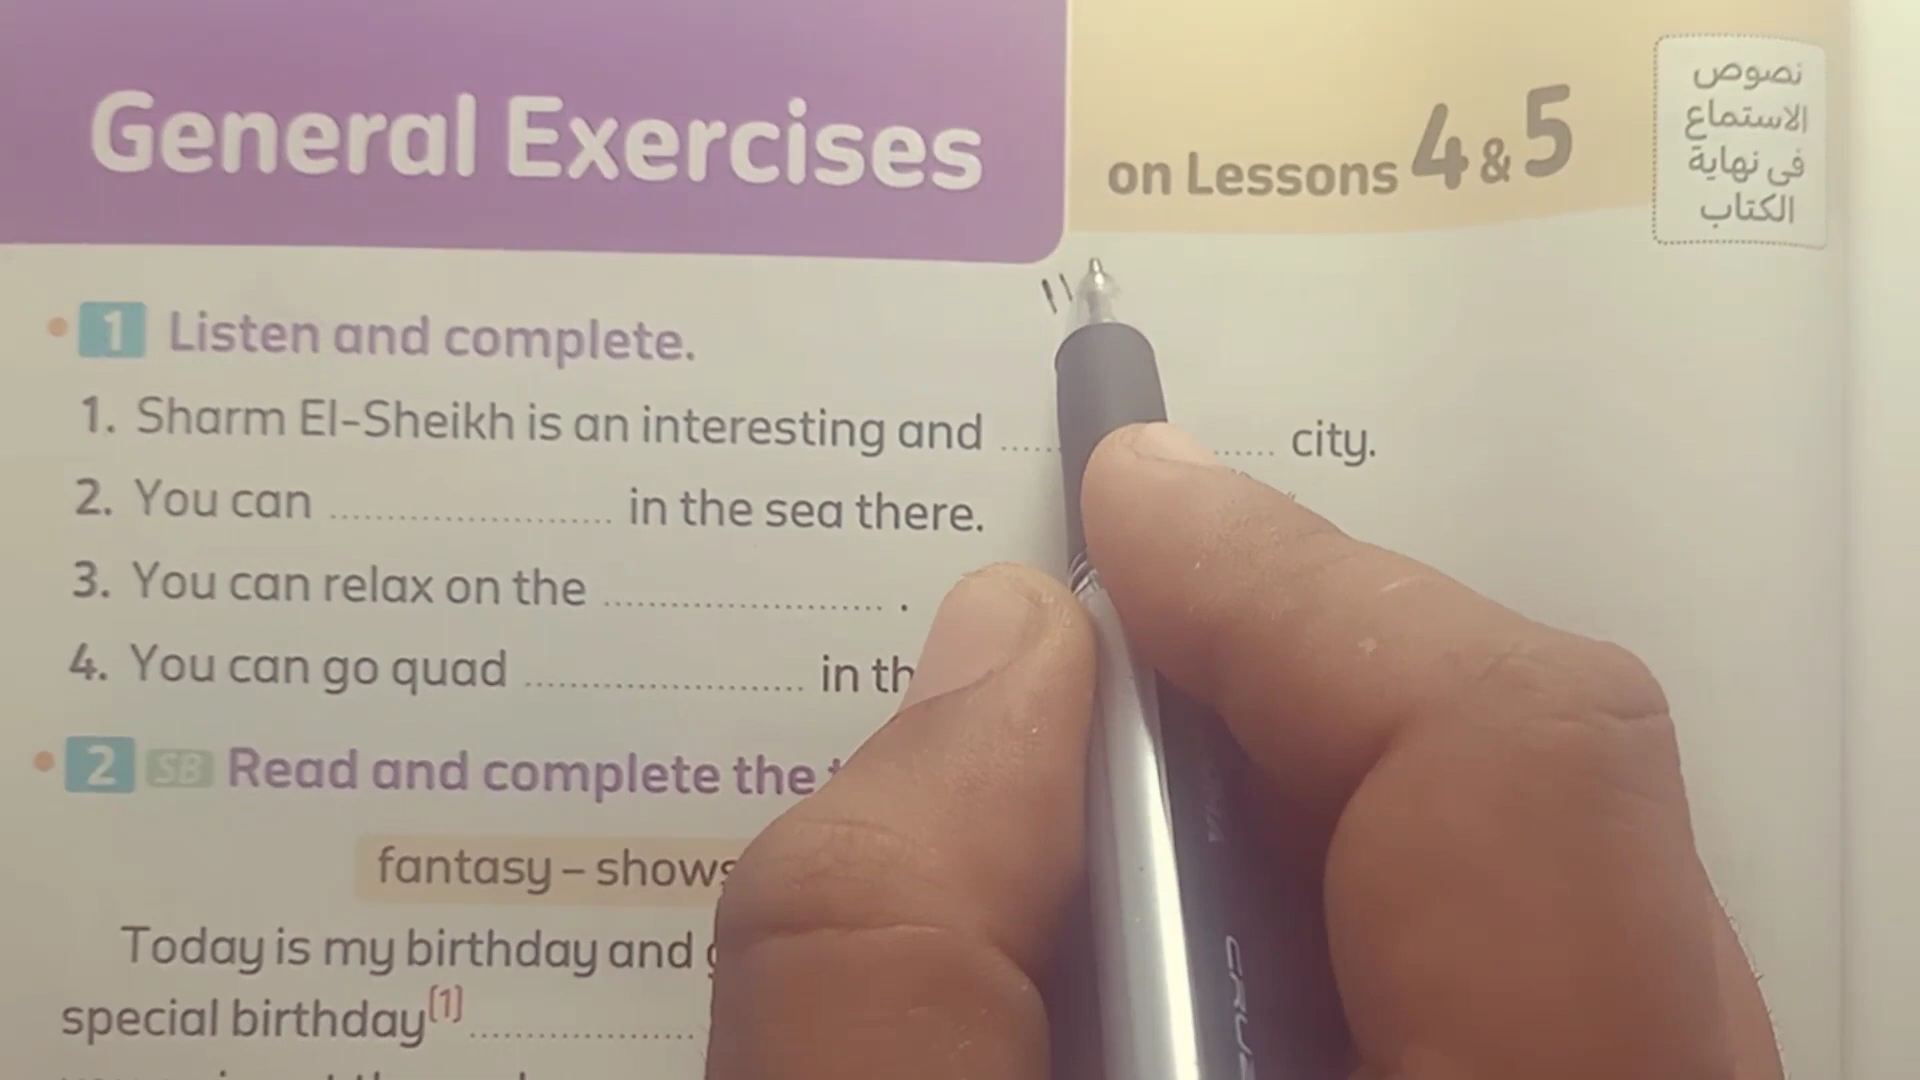 General Exercises on Lessons 4 & 5
نصوص
الاستماع
فى نهاية
الكتاب
1 Listen and complete.
1. Sharm El-Sheikh is an interesting and .......... city.
2. You can .......... in the sea there.
3. You can relax on the .......... .
4. You can go quad .......... in
2 SB Read and complete the
fantasy – shows
Today is my birthday and
special birthday(1) ..........